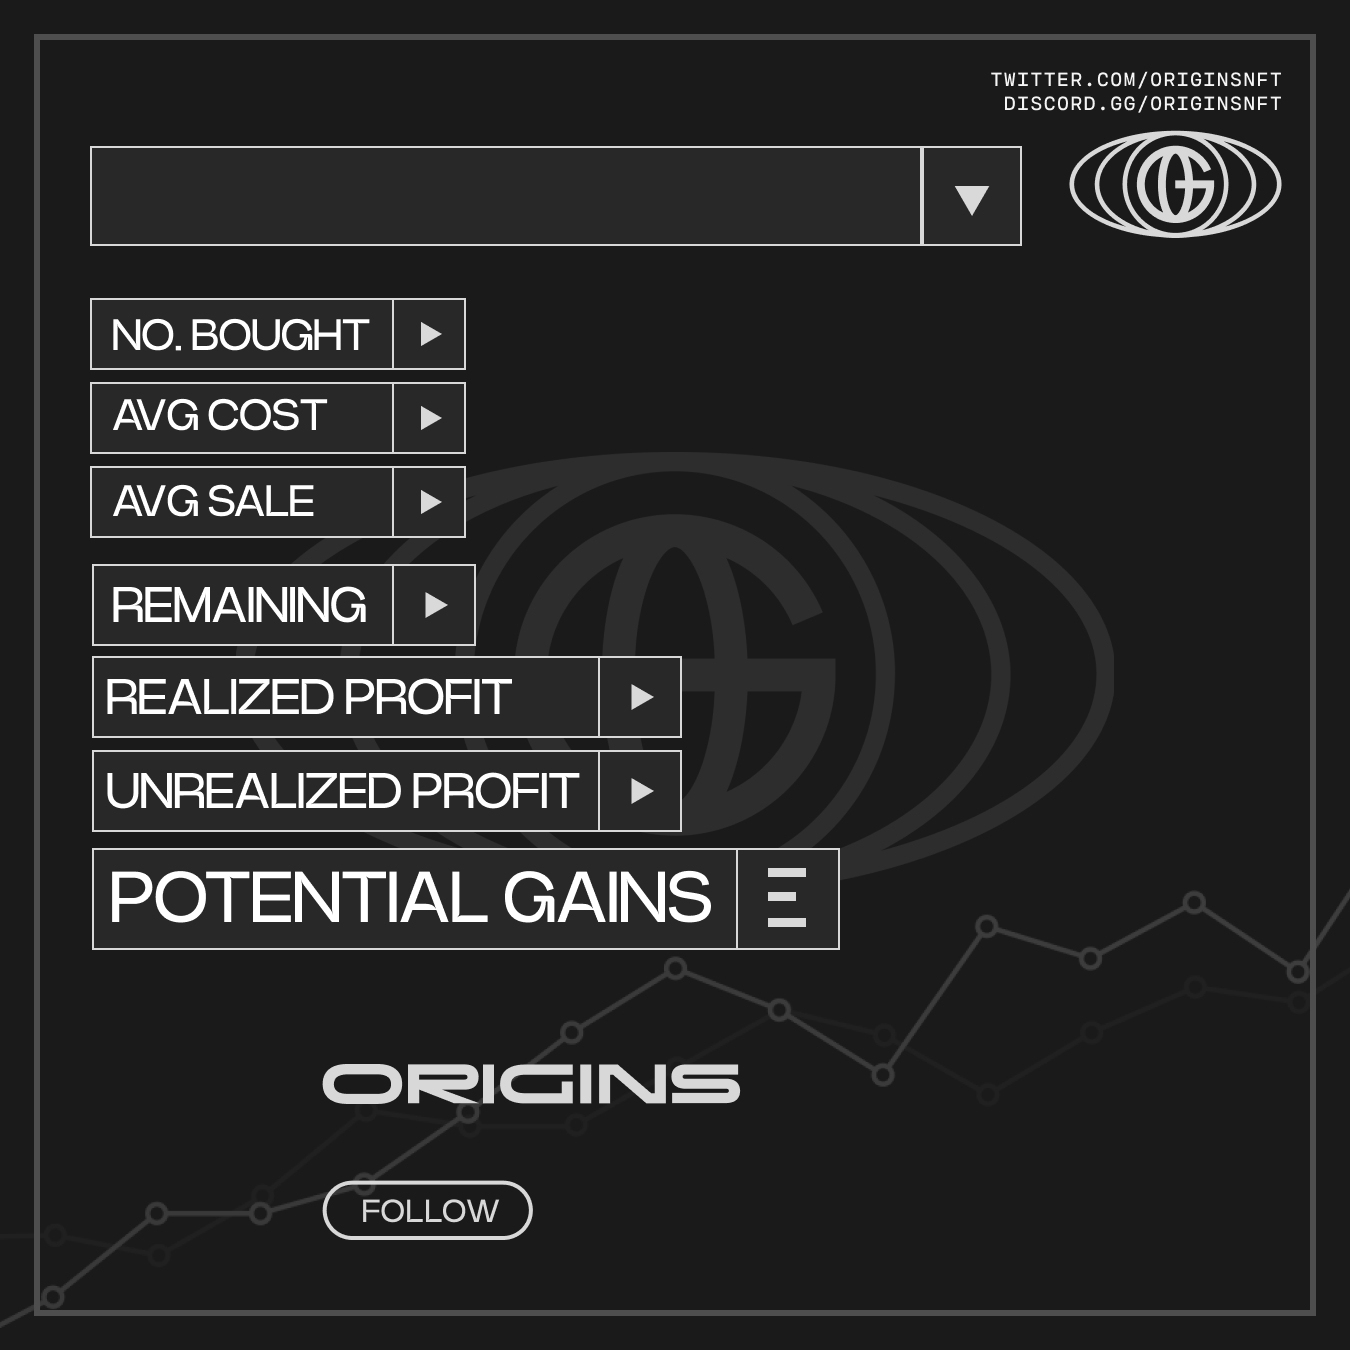 TWITTER.COM/ORIGINSNFT
DISCORD.GG/ORIGINSNFT
OG
NO. BOUGHT
AVG COST
AVG SALE
REMAINING
REALIZED PROFIT
UNREALIZED PROFIT
POTENTIAL GAINS
ORIGINS
FOLLOW